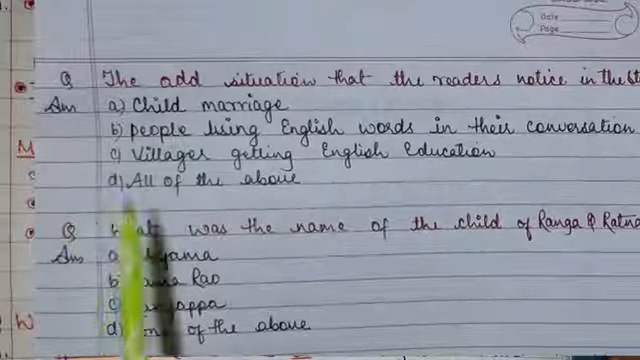 Date
Page
Q The add situation that the readers notice in the
Ans a) Child marriage
b) People using English words in their conversation
c) Villager getting English Education
d) All of the above
Q was the name of the child of Ranga & Ratna
Ans a)
b) Rao
c)
d) of the above
M
W